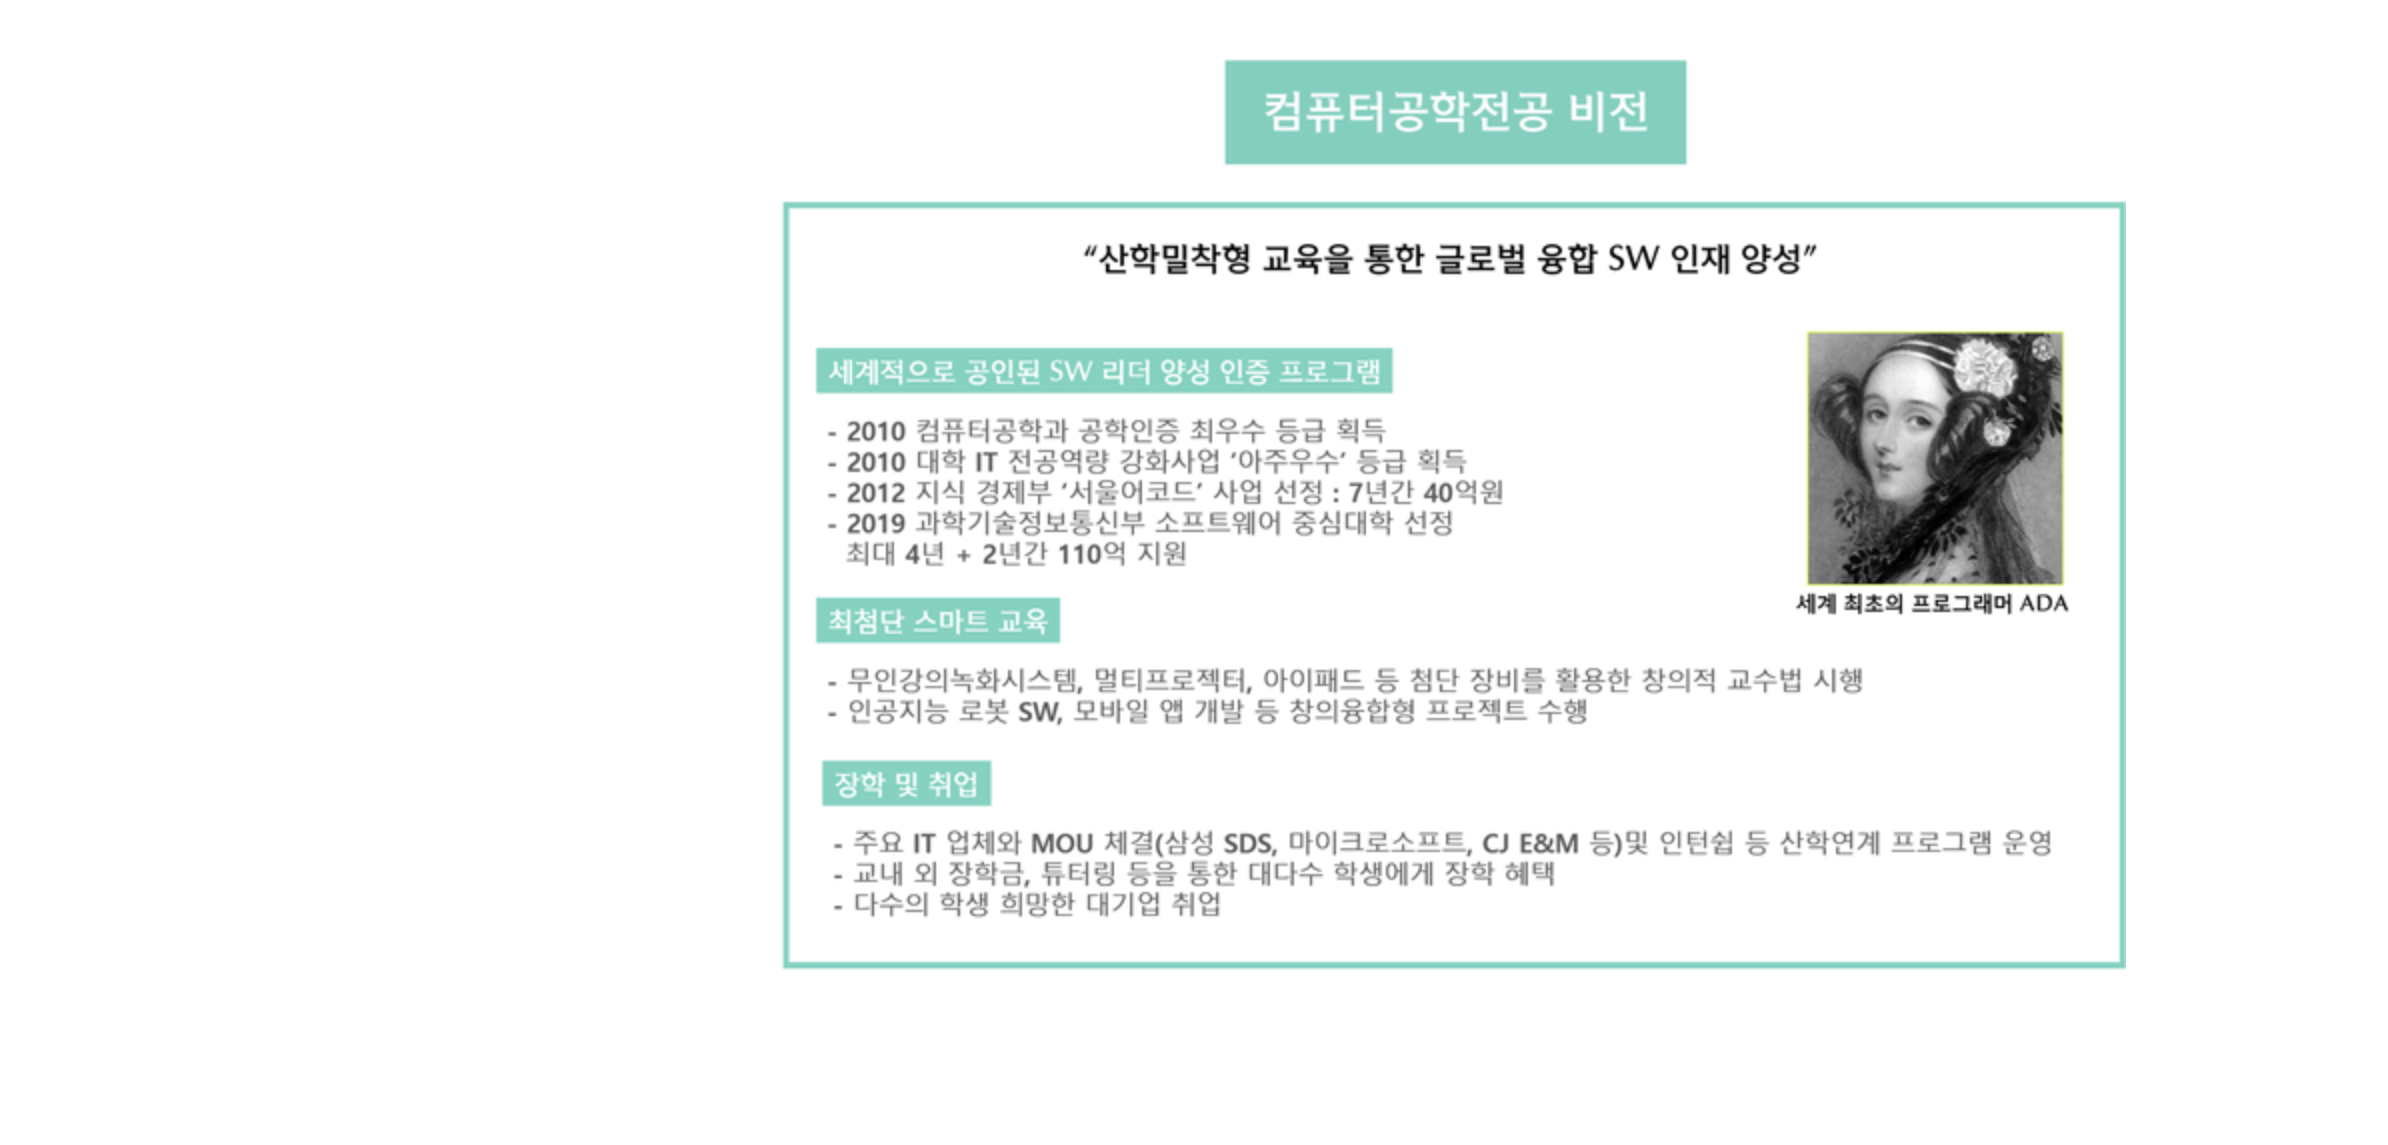 컴퓨터공학전공 비전
“산학밀착형 교육을 통한 글로벌 융합 SW 인재 양성”
세계적으로 공인된 SW 리더 양성 인증 프로그램
- 2010 컴퓨터공학과 공학인증 최우수 등급 획득
- 2010 대학 IT 전공역량 강화사업 ‘아주우수’ 등급 획득
- 2012 지식 경제부 ‘서울어코드’ 사업 선정 : 7년간 40억원
- 2019 과학기술정보통신부 소프트웨어 중심대학 선정
최대 4년 + 2년간 110억 지원
세계 최초의 프로그래머 ADA
최첨단 스마트 교육
- 무인강의녹화시스템, 멀티프로젝터, 아이패드 등 첨단 장비를 활용한 창의적 교수법 시행
- 인공지능 로봇 SW, 모바일 앱 개발 등 창의융합형 프로젝트 수행
장학 및 취업
- 주요 IT 업체와 MOU 체결(삼성 SDS, 마이크로소프트, CJ E&M 등)및 인턴쉽 등 산학연계 프로그램 운영
- 교내 외 장학금, 튜터링 등을 통한 대다수 학생에게 장학 혜택
- 다수의 학생 희망한 대기업 취업